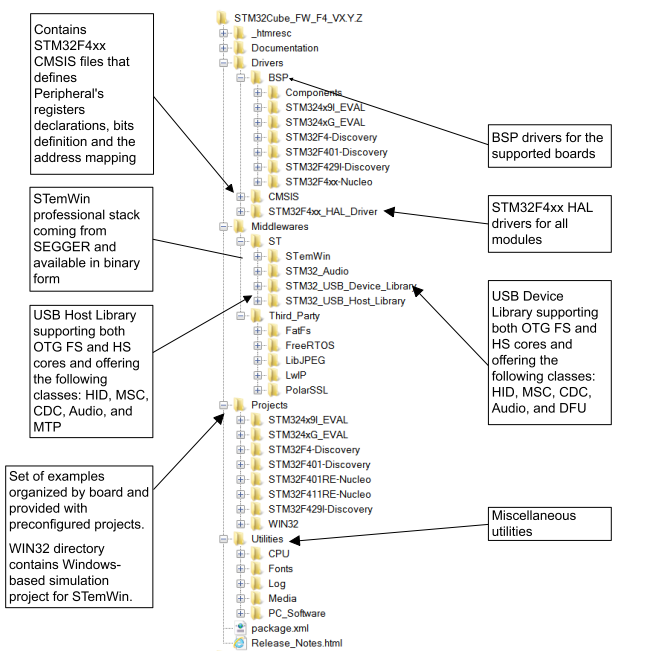 Contains
STM32F4xx
CMSIS files that
defines
Peripheral's
registers
declarations, bits
definition and the
address mapping
STemWin
professional stack
coming from
SEGGER and
available in binary
form
USB Host Library
supporting both
OTG FS and HS
cores and offering
the following
classes: HID, MSC,
CDC, Audio, and
MTP
Set of examples
organized by board and
provided with
preconfigured projects.
WIN32 directory
contains Windows-
based simulation
project for STemWin.
STM32Cube_FW_F4_VX.Y.Z
_htmresc
Documentation
Drivers
BSP
Components
STM324x9I_EVAL
STM324xG_EVAL
STM32F4-Discovery
STM32F401-Discovery
STM32F429I-Discovery
STM32F4xx-Nucleo
CMSIS
STM32F4xx_HAL_Driver
Middlewares
ST
STemWin
STM32_Audio
STM32_USB_Device_Library
STM32_USB_Host_Library
Third_Party
FatFs
FreeRTOS
LibJPEG
LwIP
PolarSSL
Projects
STM324x9I_EVAL
STM324xG_EVAL
STM32F4-Discovery
STM32F401-Discovery
STM32F401RE-Nucleo
STM32F411RE-Nucleo
STM32F429I-Discovery
WIN32
Utilities
CPU
Fonts
Log
Media
PC_Software
package.xml
Release_Notes.html
BSP drivers for the
supported boards
STM32F4xx HAL
drivers for all
modules
USB Device
Library supporting
both OTG FS and
HS cores and
offering the
following classes:
HID, MSC, CDC,
Audio, and DFU
Miscellaneous
utilities